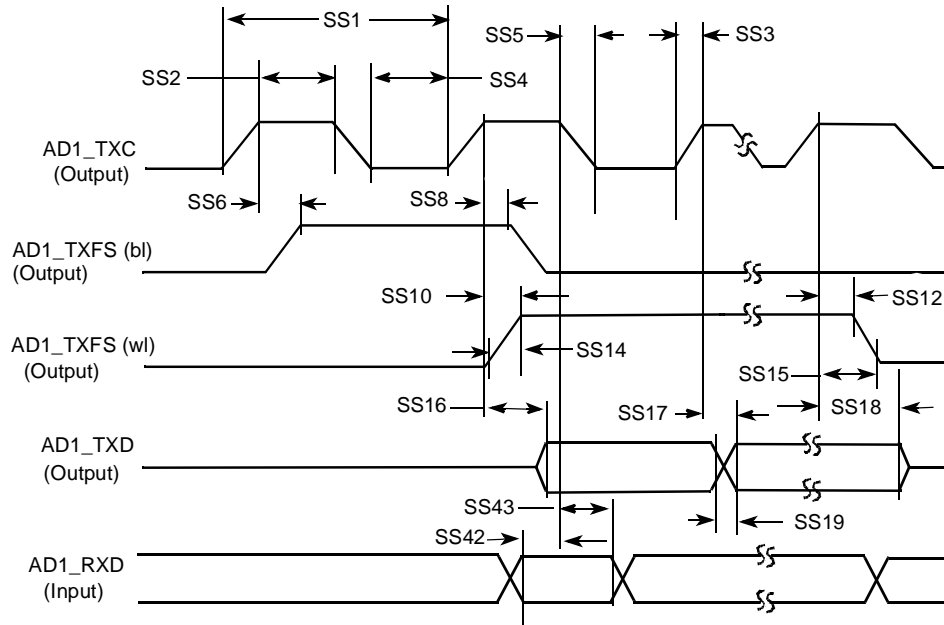 SS1
SS5
SS3
SS2
SS4
AD1_TXC
(Output)
SS6
SS8
AD1_TXFS (bl)
(Output)
SS10
SS12
AD1_TXFS (wl)
(Output)
SS14
SS15
SS16
SS17
SS18
AD1_TXD
(Output)
SS43
SS19
SS42
AD1_RXD
(Input)